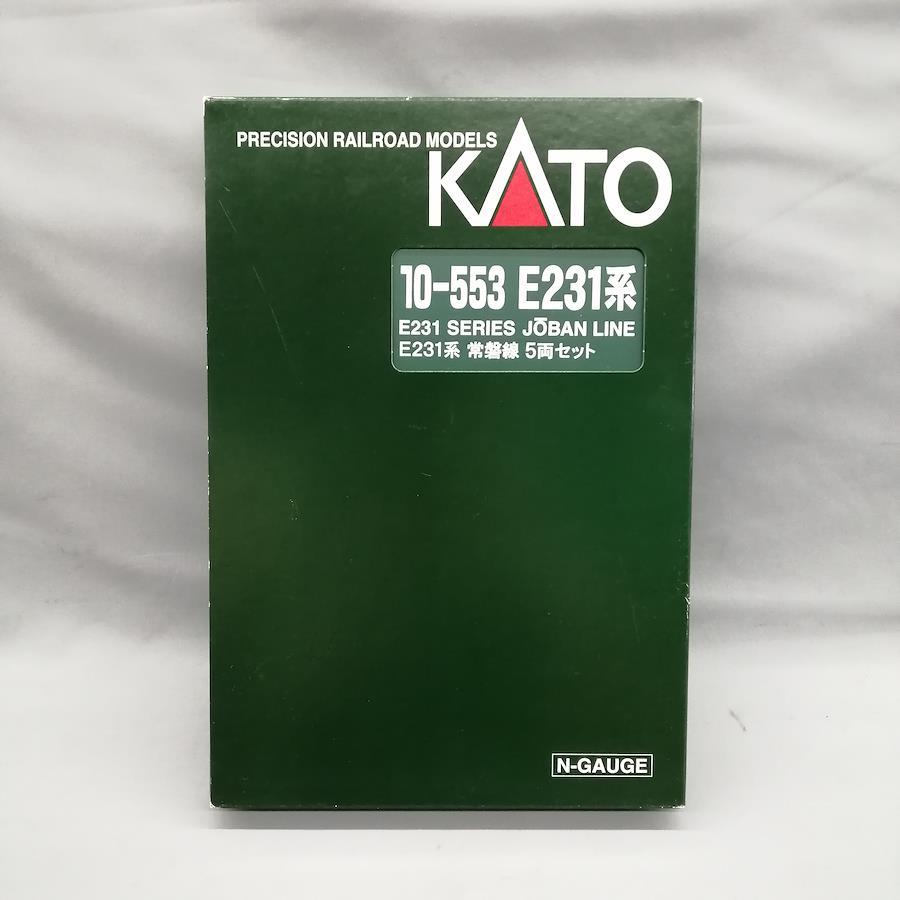 PRECISION RAILROAD MODELS
KATO
10-553 E231系
E231 SERIES JŌBAN LINE
E231系 常磐線 5両セット
N-GAUGE